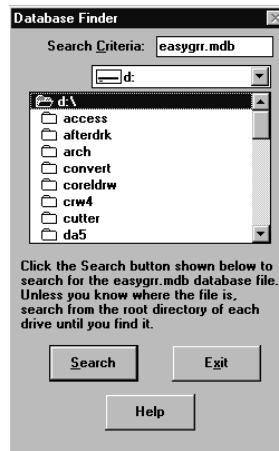 Database Finder
Search Criteria: easygrr.mdb
d:
d:\
access
afterdrk
arch
convert
coreldrw
crw4
cutter
da5
Click the Search button shown below to
search for the easygrr.mdb database file.
Unless you know where the file is,
search from the root directory of each
drive until you find it.
Search Exit
Help